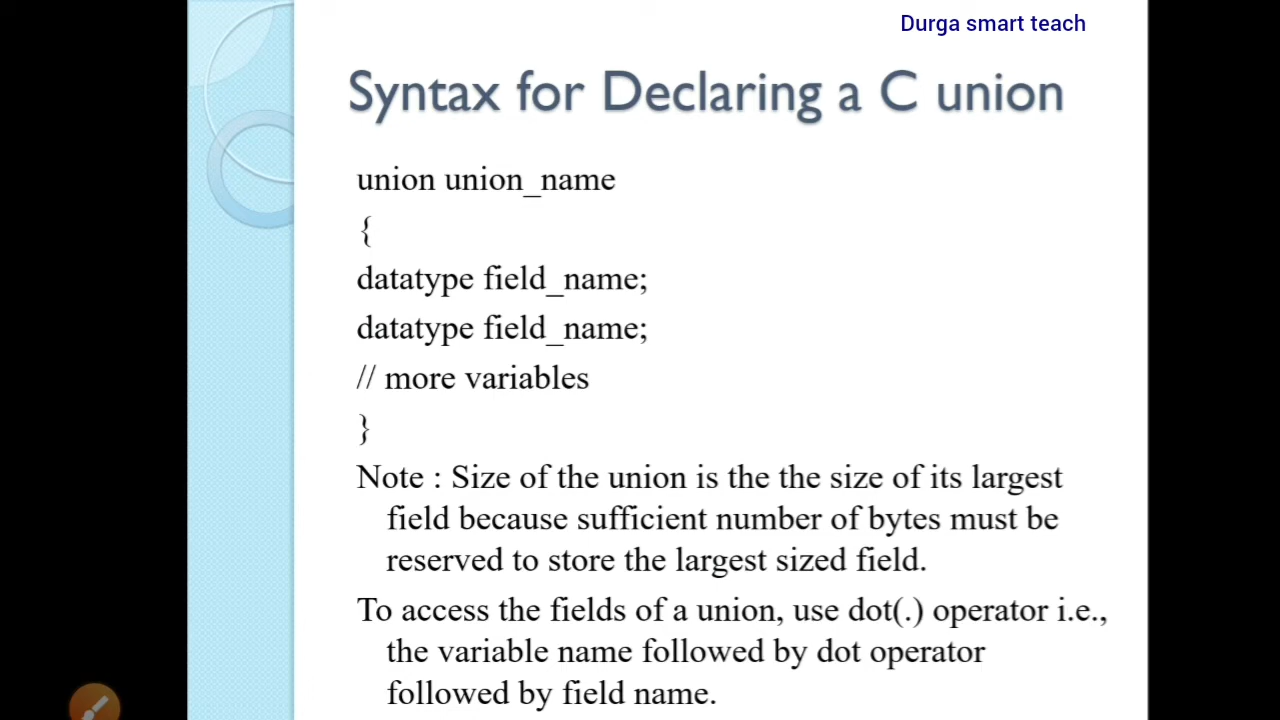 Durga smart teach
Syntax for Declaring a C union
union union_name
{
datatype field_name;
datatype field_name;
// more variables
}
Note : Size of the union is the the size of its largest
field because sufficient number of bytes must be
reserved to store the largest sized field.
To access the fields of a union, use dot(.) operator i.e.,
the variable name followed by dot operator
followed by field name.